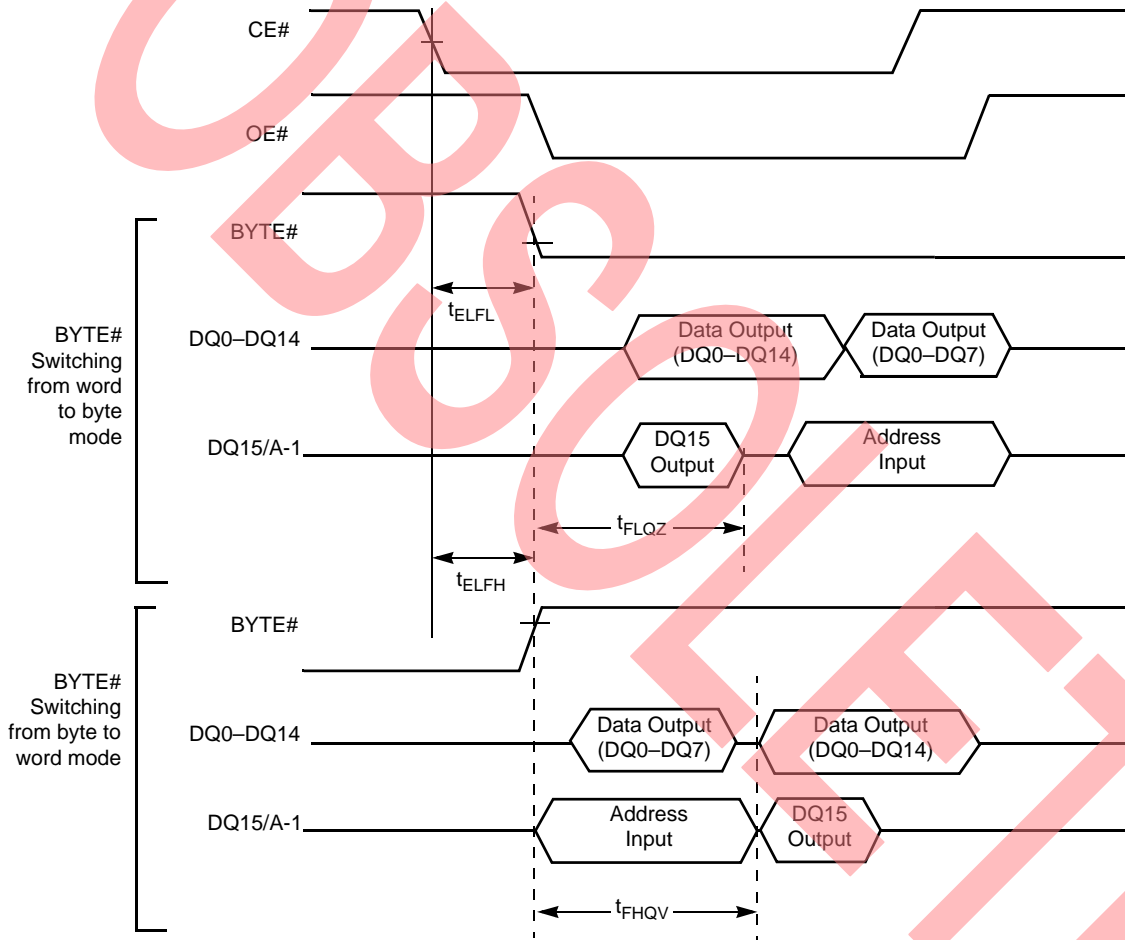 CE#
OE#
BYTE#
tELFL
BYTE#
Switching
from word
to byte
mode
DQ0–DQ14
Data Output
(DQ0–DQ14)
Data Output
(DQ0–DQ7)
DQ15/A-1
DQ15
Output
Address
Input
tFLQZ
tELFH
BYTE#
BYTE#
Switching
from byte to
word mode
DQ0–DQ14
Data Output
(DQ0–DQ7)
Data Output
(DQ0–DQ14)
DQ15/A-1
Address
Input
DQ15
Output
tFHQV
OBSOLET